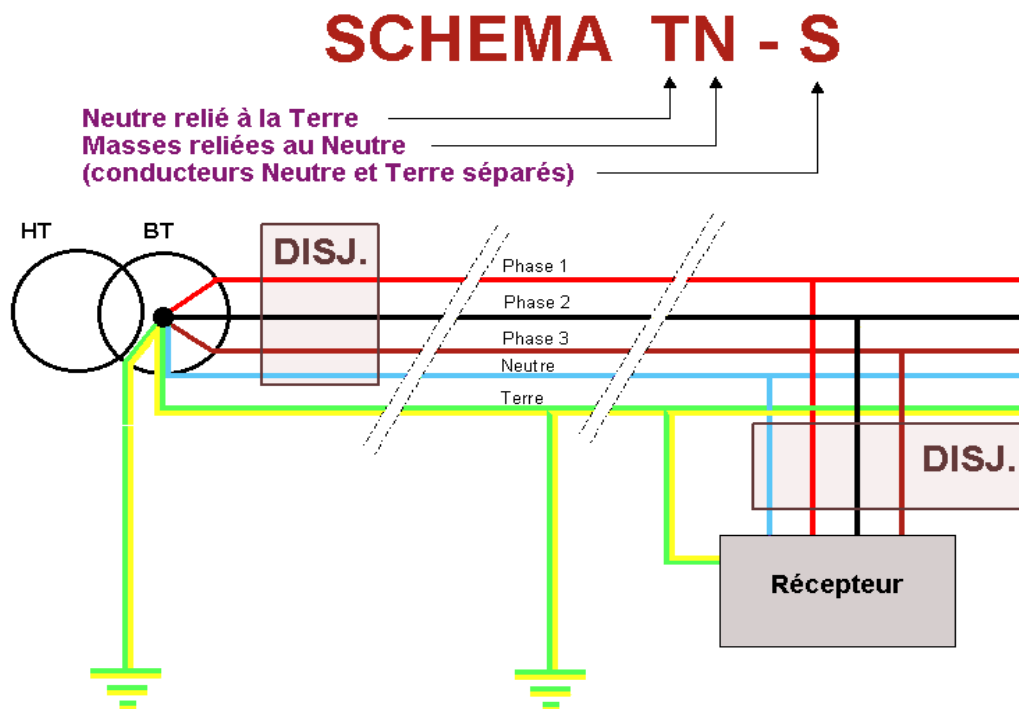 SCHEMA TN - S
Neutre relié à la Terre
Masses reliées au Neutre
(conducteurs Neutre et Terre séparés)
HT
BT
DISJ.
Phase 1
Phase 2
Phase 3
Neutre
Terre
DISJ.
Récepteur